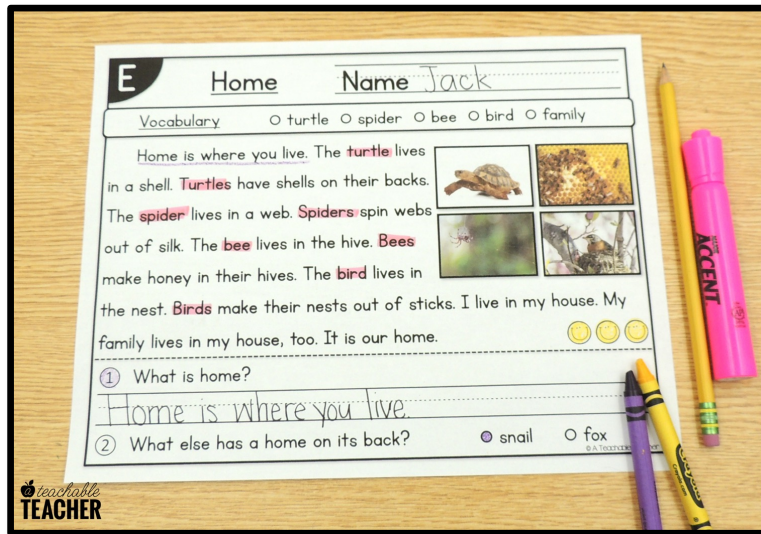 E
Home Name Jack
Vocabulary turtle spider bee bird family
Home is where you live. The turtle lives
in a shell. Turtles have shells on their backs.
The spider lives in a web. Spiders spin webs
out of silk. The bee lives in the hive. Bees
make honey in their hives. The bird lives in
the nest. Birds make their nests out of sticks. I live in my house. My
family lives in my house, too. It is our home.
1 What is home?
Home is where you live.
2 What else has a home on its back? snail fox
© A Teachable Teacher
ACCENT
Crayola
a teachable
TEACHER